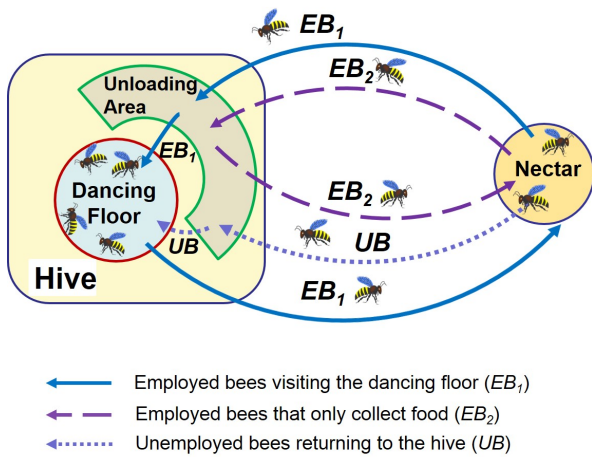 EB₁
EB₂
Unloading
Area
EB₁
Nectar
Dancing
Floor
EB₂
UB
UB
Hive
EB₁
Employed bees visiting the dancing floor (EB₁)
Employed bees that only collect food (EB₂)
Unemployed bees returning to the hive (UB)